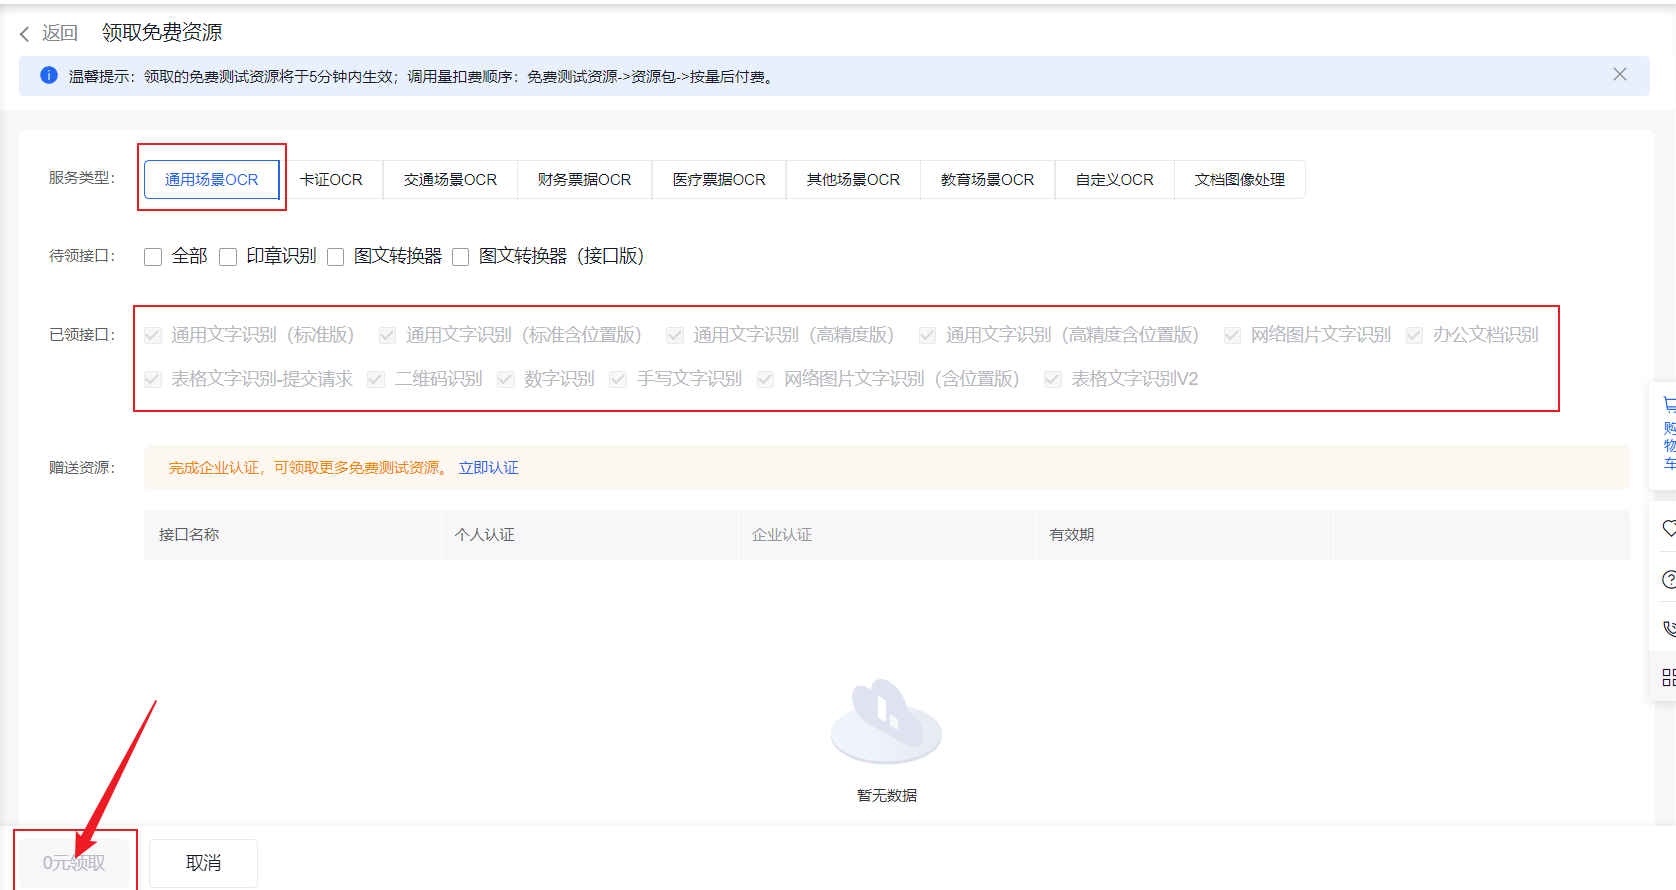 返回 领取免费资源
温馨提示：领取的免费测试资源将于5分钟内生效；调用量扣费顺序：免费测试资源->资源包->按量后付费。
服务类型： 通用场景OCR 卡证OCR 交通场景OCR 财务票据OCR 医疗票据OCR 其他场景OCR 教育场景OCR 自定义OCR 文档图像处理
待领接口： 全部 印章识别 图文转换器 图文转换器（接口版）
已领接口： 通用文字识别（标准版） 通用文字识别（标准含位置版） 通用文字识别（高精度版） 通用文字识别（高精度含位置版） 网络图片文字识别 办公文档识别
表格文字识别-提交请求 二维码识别 数字识别 手写文字识别 网络图片文字识别（含位置版） 表格文字识别V2
购
物
车
赠送资源： 完成企业认证，可领取更多免费测试资源。 立即认证
接口名称 个人认证 企业认证 有效期
暂无数据
0元领取 取消